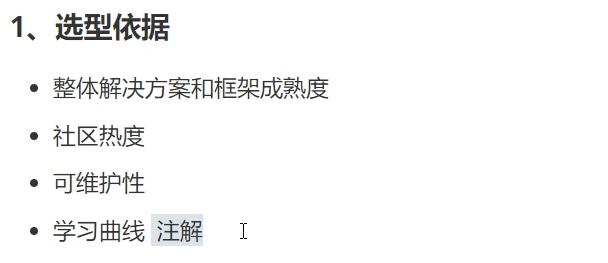 1、选型依据
整体解决方案和框架成熟度
社区热度
可维护性
学习曲线 注解